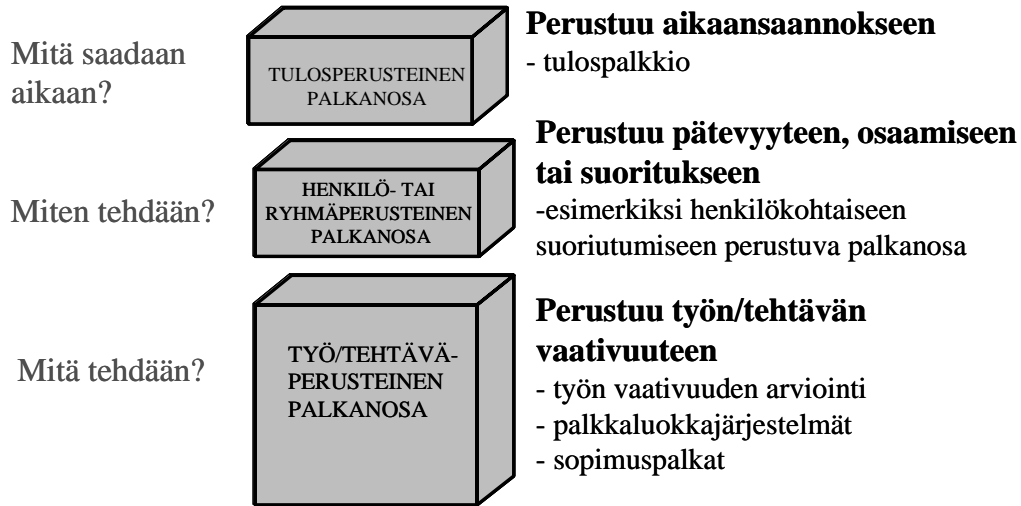 Mitä saadaan
aikaan?
TULOSPERUSTEINEN
PALKANOSA
Perustuu aikaansaannokseen
- tulospalkkio
Miten tehdään?
HENKILÖ- TAI
RYHMÄPERUSTEINEN
PALKANOSA
Perustuu pätevyyteen, osaamiseen
tai suoritukseen
-esimerkiksi henkilökohtaiseen
suoriutumiseen perustuva palkanosa
Mitä tehdään?
TYÖ/TEHTÄVÄ-
PERUSTEINEN
PALKANOSA
Perustuu työn/tehtävän
vaativuuteen
- työn vaativuuden arviointi
- palkkaluokkajärjestelmät
- sopimuspalkat